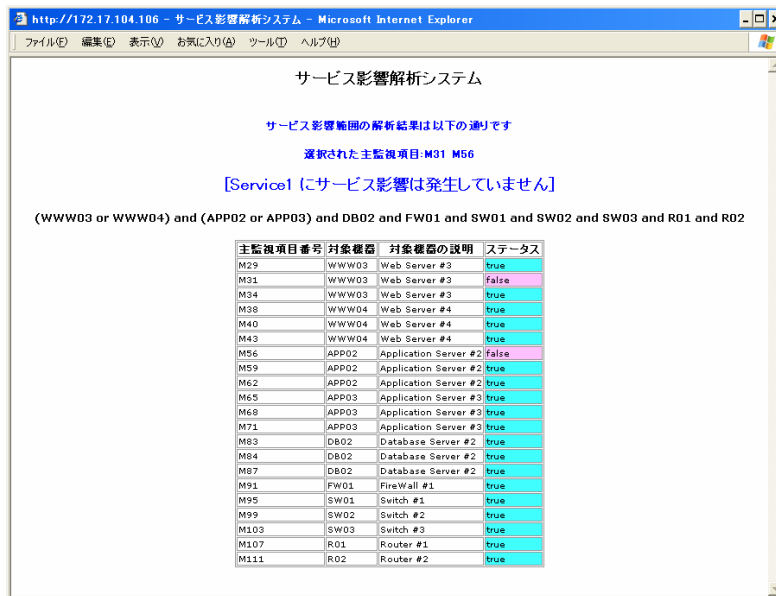 http://172.17.104.106 - サービス影響解析システム - Microsoft Internet Explorer
ファイル(F) 編集(E) 表示(V) お気に入り(A) ツール(T) ヘルプ(H)
サービス影響解析システム
サービス影響範囲の解析結果は以下の通りです
選択された主監視項目:M31 M56
[Service1 にサービス影響は発生していません]
(WWW03 or WWW04) and (APP02 or APP03) and DB02 and FW01 and SW01 and SW02 and SW03 and R01 and R02
主監視項目番号 対象機器 対象機器の説明 ステータス
M29 WWW03 Web Server #3 true
M31 WWW03 Web Server #3 false
M34 WWW03 Web Server #3 true
M38 WWW04 Web Server #4 true
M40 WWW04 Web Server #4 true
M43 WWW04 Web Server #4 true
M56 APP02 Application Server #2 false
M59 APP02 Application Server #2 true
M62 APP02 Application Server #2 true
M65 APP03 Application Server #3 true
M68 APP03 Application Server #3 true
M71 APP03 Application Server #3 true
M83 DB02 Database Server #2 true
M84 DB02 Database Server #2 true
M87 DB02 Database Server #2 true
M91 FW01 FireWall #1 true
M95 SW01 Switch #1 true
M99 SW02 Switch #2 true
M103 SW03 Switch #3 true
M107 R01 Router #1 true
M111 R02 Router #2 true